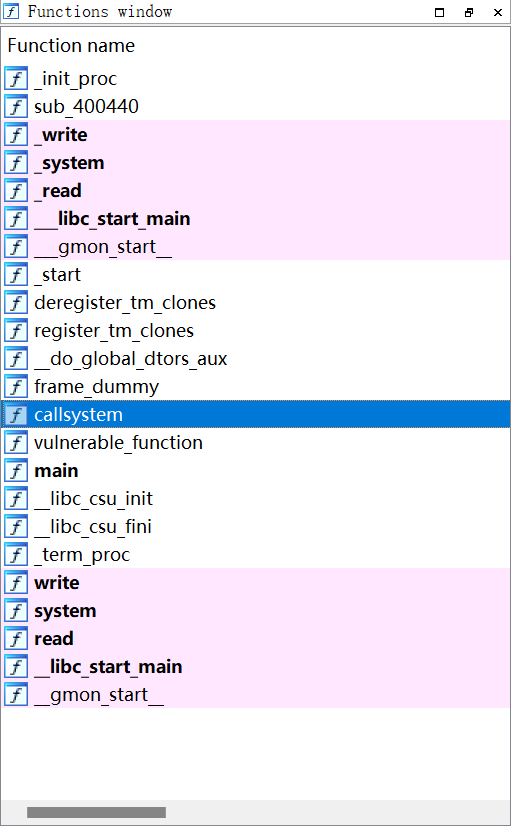 Functions window
Function name
_init_proc
sub_400440
_write
_system
_read
___libc_start_main
___gmon_start__
_start
deregister_tm_clones
register_tm_clones
__do_global_dtors_aux
frame_dummy
callsystem
vulnerable_function
main
__libc_csu_init
__libc_csu_fini
_term_proc
write
system
read
__libc_start_main
__gmon_start__